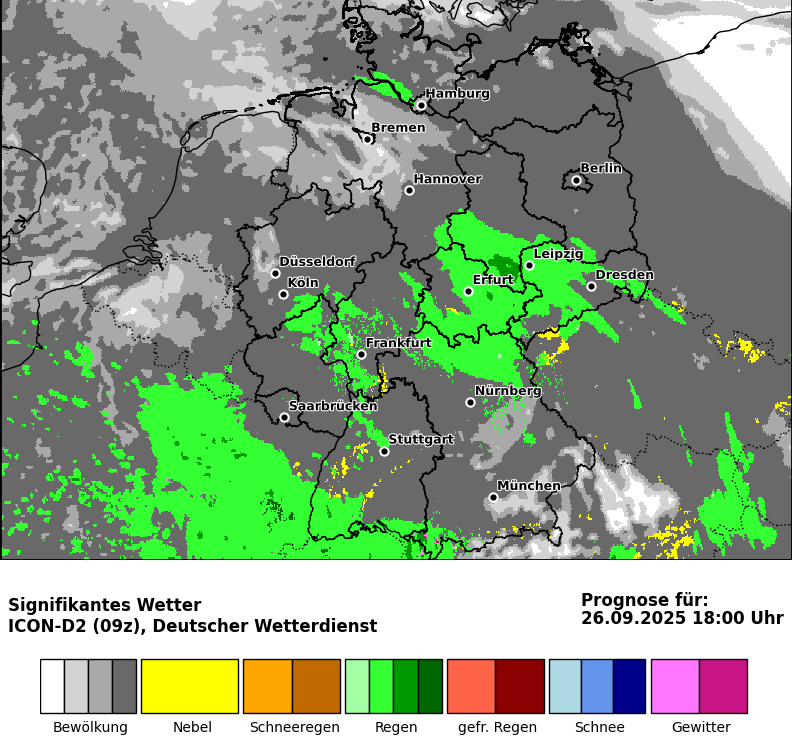 Hamburg
Bremen
Berlin
Hannover
Leipzig
Düsseldorf
Dresden
Köln
Erfurt
Frankfurt
Nürnberg
Saarbrücken
Stuttgart
München
Signifikantes Wetter
ICON-D2 (09z), Deutscher Wetterdienst
Prognose für:
26.09.2025 18:00 Uhr
Bewölkung
Nebel
Schneeregen
Regen
gefr. Regen
Schnee
Gewitter